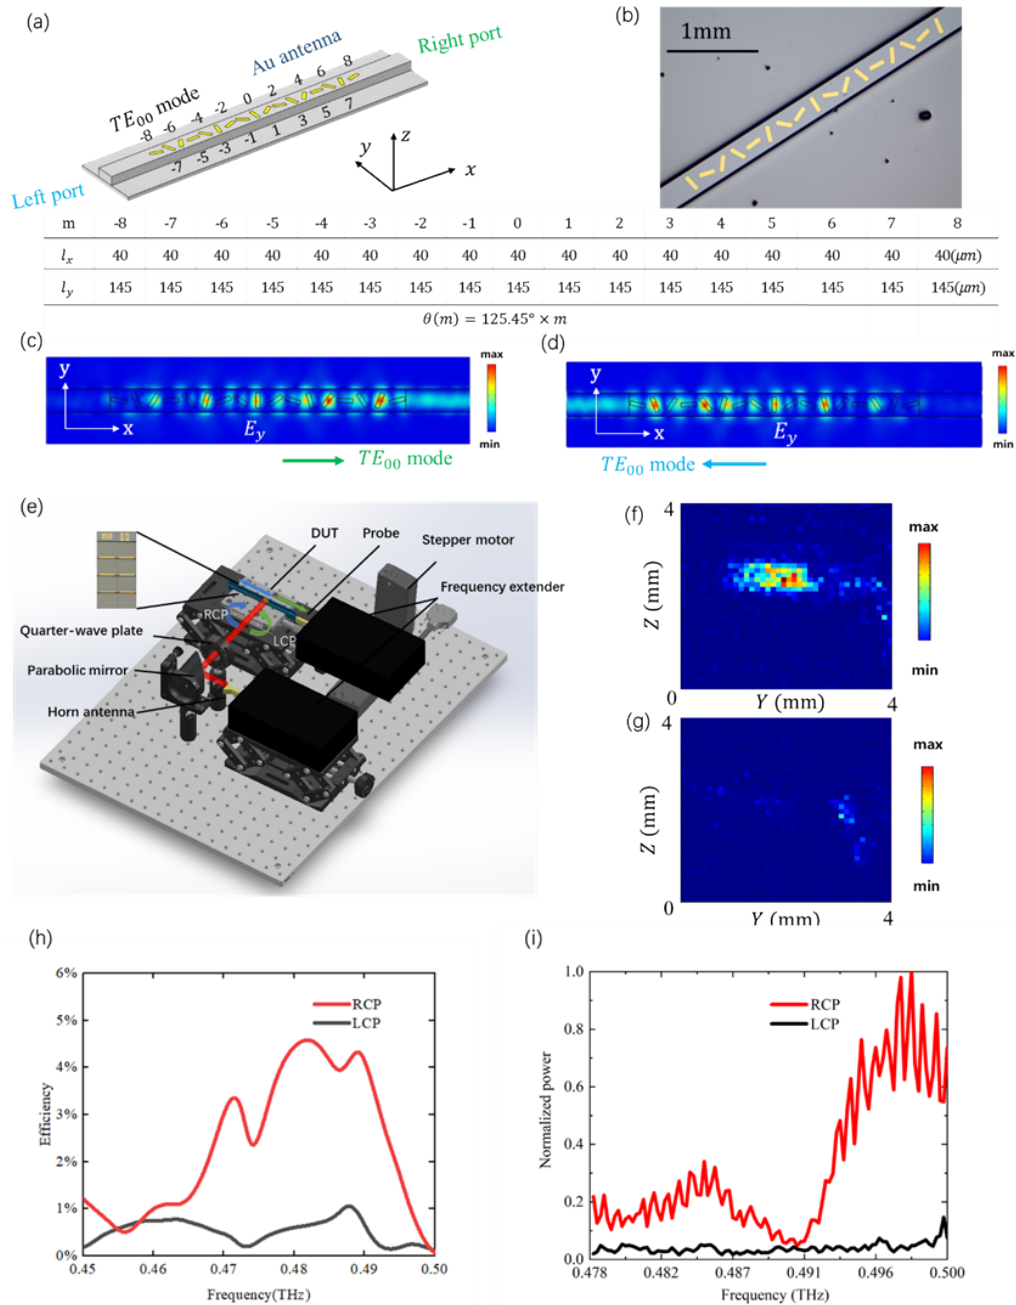 (a)
Right port
Au antenna
TE00 mode
-8 -6 -4 -2 0 2 4 6 8
-7 -5 -3 -1 1 3 5 7
Left port
z
y
x
(b)
1mm
m -8 -7 -6 -5 -4 -3 -2 -1 0 1 2 3 4 5 6 7 8
lx 40 40 40 40 40 40 40 40 40 40 40 40 40 40 40 40 40(μm)
ly 145 145 145 145 145 145 145 145 145 145 145 145 145 145 145 145 145(μm)
θ(m) = 125.45° × m
(c)
y
x
Ey
max
min
TE00 mode
(d)
y
x
Ey
max
min
TE00 mode
(e)
DUT
Probe
Stepper motor
Frequency extender
RCP
LCP
Quarter-wave plate
Parabolic mirror
Horn antenna
(f)
4
Z (mm)
0
Y (mm)
4
max
min
(g)
4
Z (mm)
0
Y (mm)
4
max
min
(h)
6%
5%
4%
3%
2%
1%
0%
Efficiency
RCP
LCP
0.45 0.46 0.47 0.48 0.49 0.50
Frequency(THz)
(i)
1.0
0.8
0.6
0.4
0.2
0.0
Normalized power
RCP
LCP
0.478 0.482 0.487 0.491 0.496 0.500
Frequency (THz)